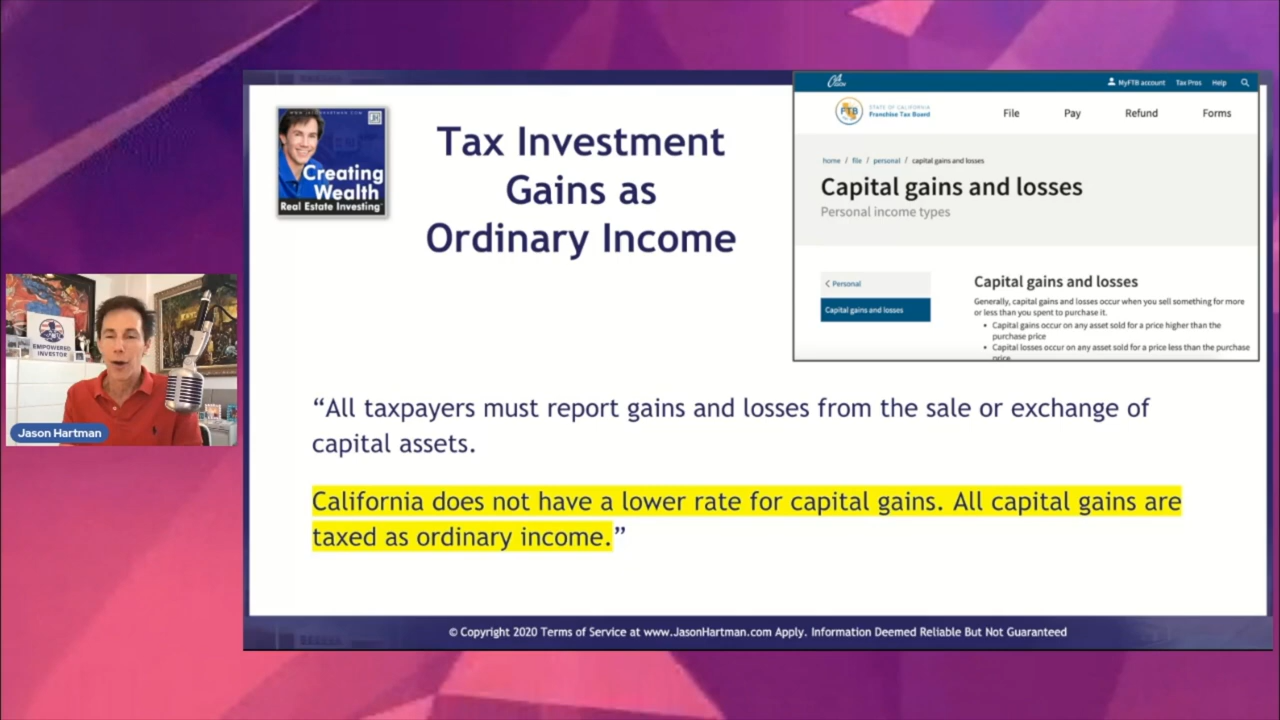 WWW.JASONHARTMAN.COM
Creating
Wealth
Real Estate Investing
Tax Investment
Gains as
Ordinary Income
CA
GOV
MyFTB account Tax Pros Help
FTB
STATE OF CALIFORNIA
Franchise Tax Board
File Pay Refund Forms
home / file / personal / capital gains and losses
Capital gains and losses
Personal income types
< Personal
Capital gains and losses
Capital gains and losses
Generally, capital gains and losses occur when you sell something for more
or less than you spent to purchase it.
• Capital gains occur on any asset sold for a price higher than the
purchase price
• Capital losses occur on any asset sold for a price less than the purchase
price
EMPOWERED
INVESTOR
Jason Hartman
“All taxpayers must report gains and losses from the sale or exchange of
capital assets.
California does not have a lower rate for capital gains. All capital gains are
taxed as ordinary income.”
© Copyright 2020 Terms of Service at www.JasonHartman.com Apply. Information Deemed Reliable But Not Guaranteed